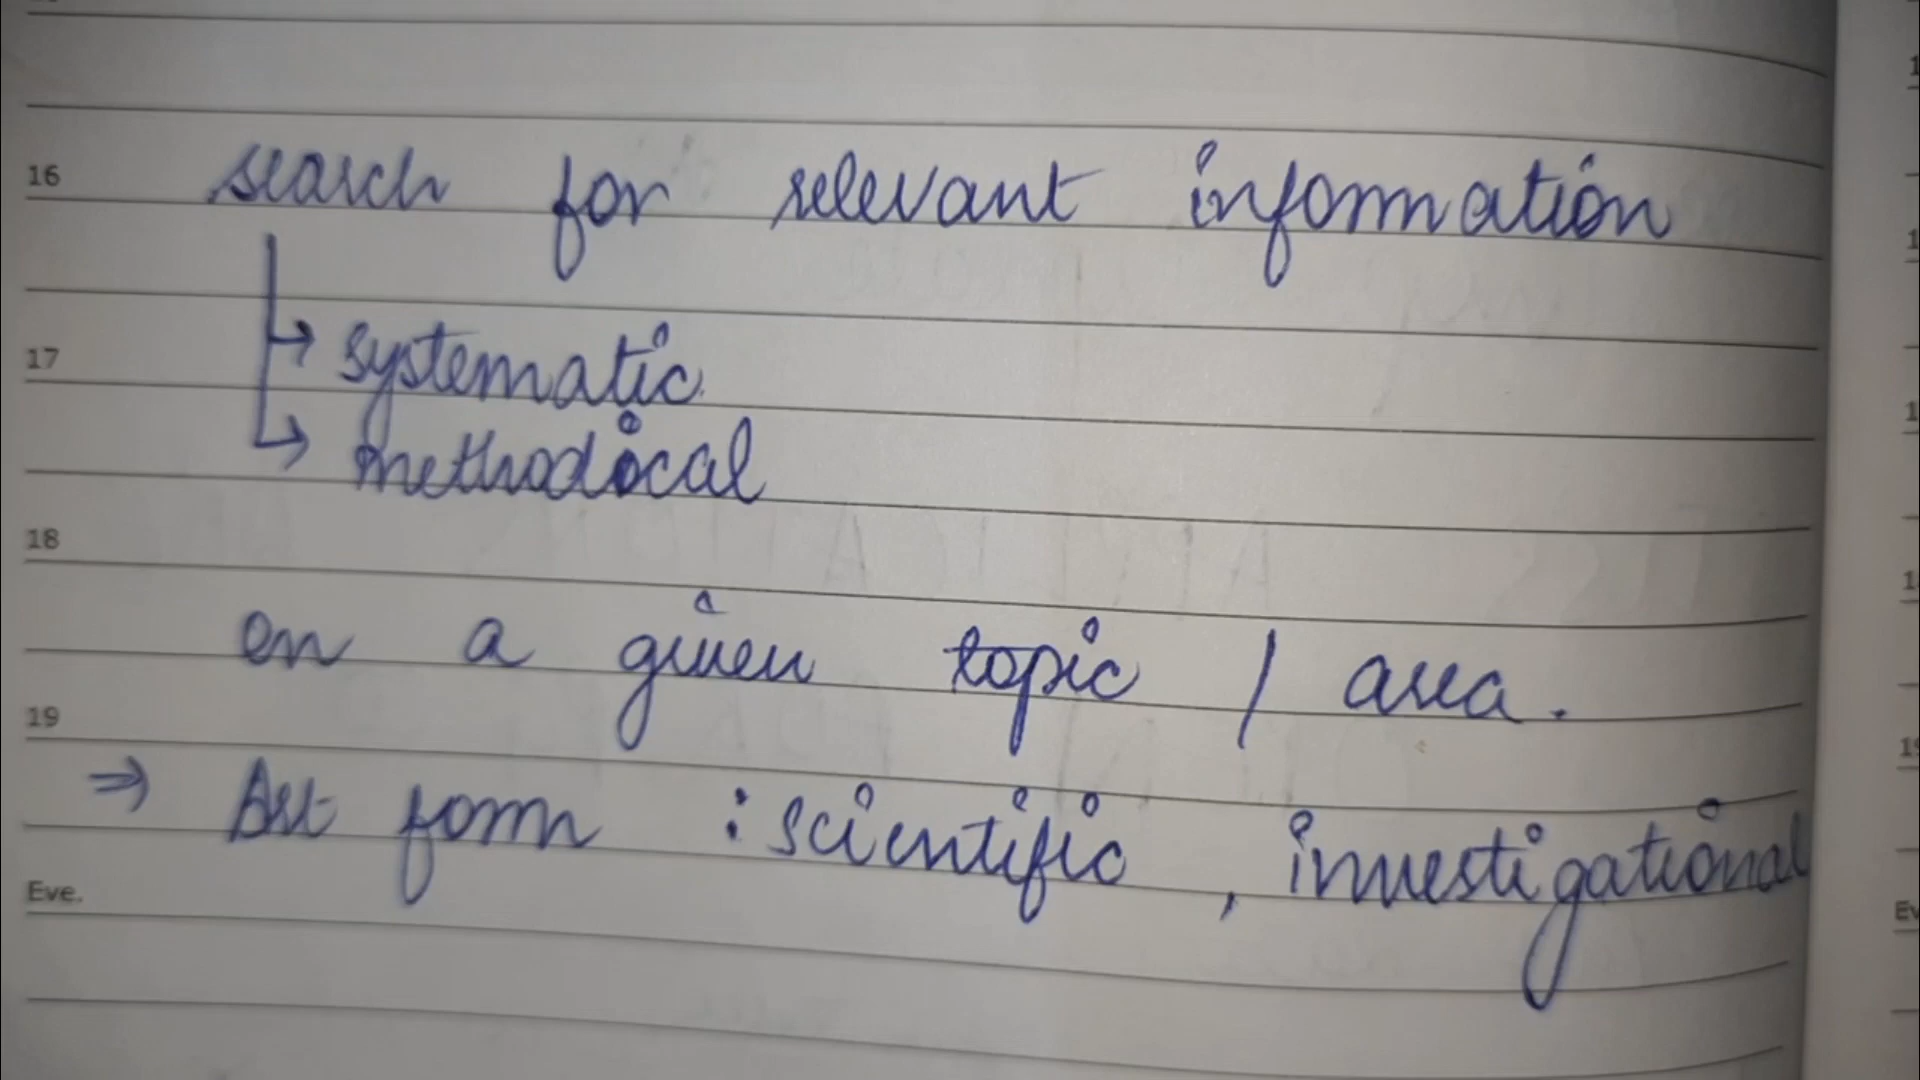 16 search for relevant information
17 ↳ systematic
↳ methodical
18
on a given topic / area.
19
⇒ Art form : scientific , investigational
Eve.